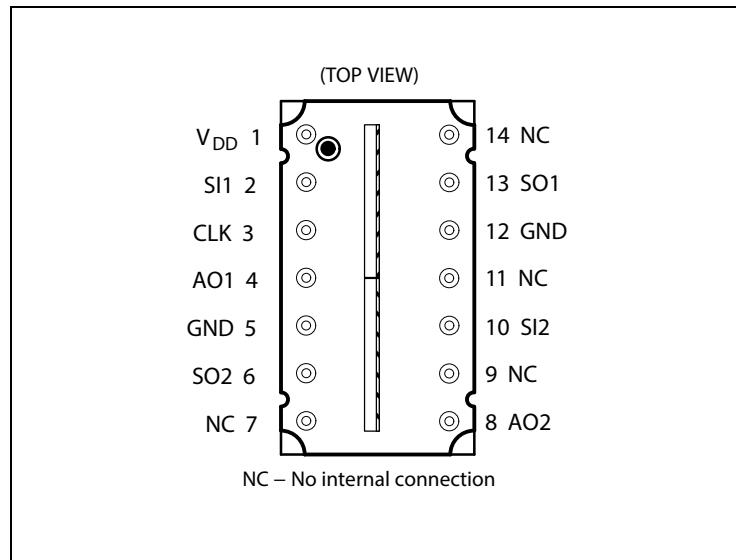 (TOP VIEW)
VDD 1
14 NC
SI1 2
13 SO1
CLK 3
12 GND
AO1 4
11 NC
GND 5
10 SI2
SO2 6
9 NC
NC 7
8 AO2
NC – No internal connection